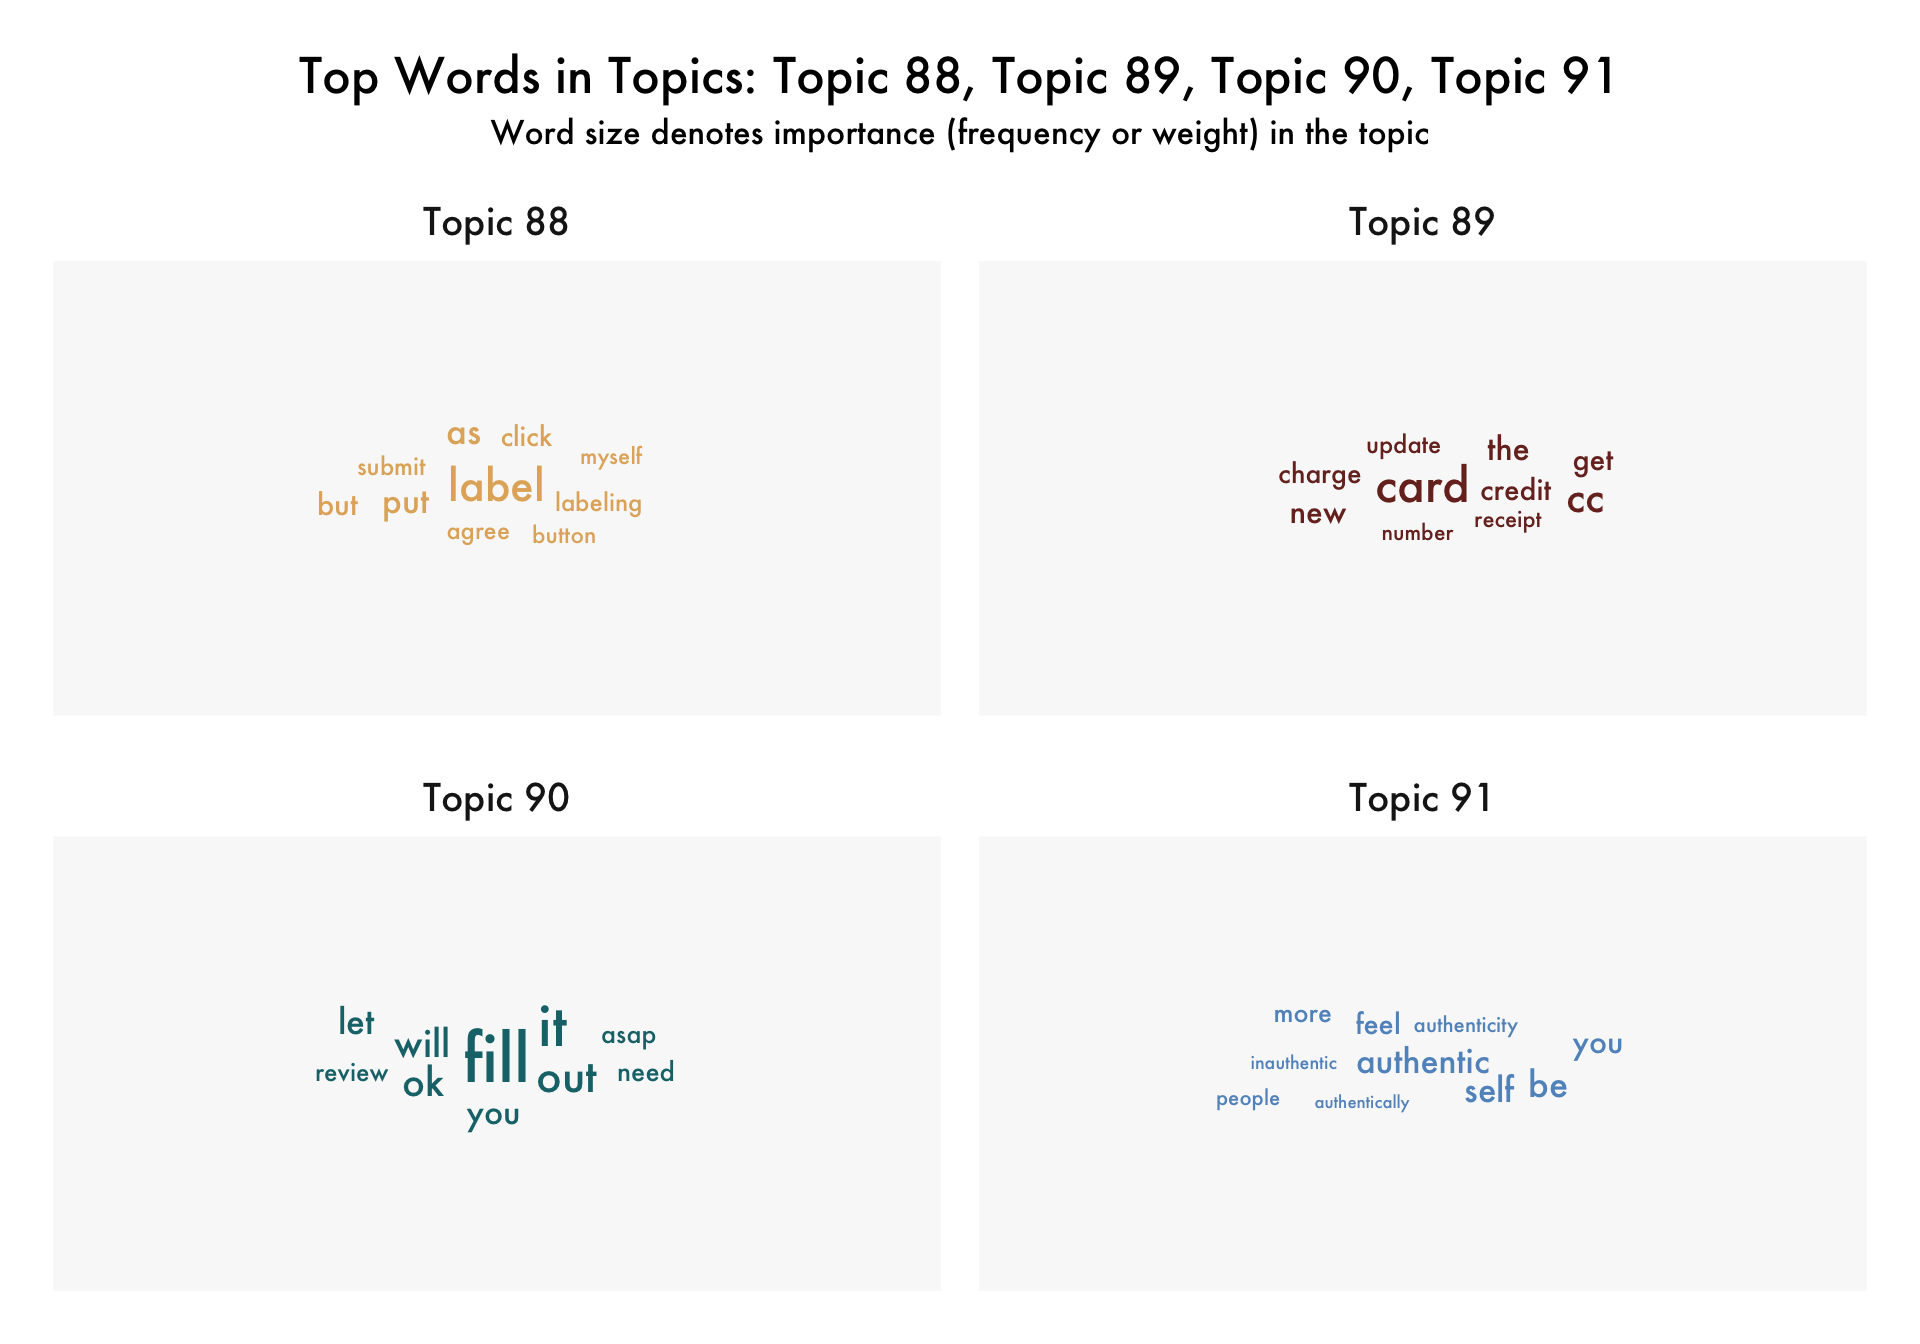 Top Words in Topics: Topic 88, Topic 89, Topic 90, Topic 91
Word size denotes importance (frequency or weight) in the topic
Topic 88
as click
myself
submit
label
but put labeling
agree button
Topic 89
update the
get
charge
card credit cc
new
receipt
number
Topic 90
let it
will asap
fill
review ok out need
you
Topic 91
more feel authenticity
you
inauthentic authentic
self be
people authentically